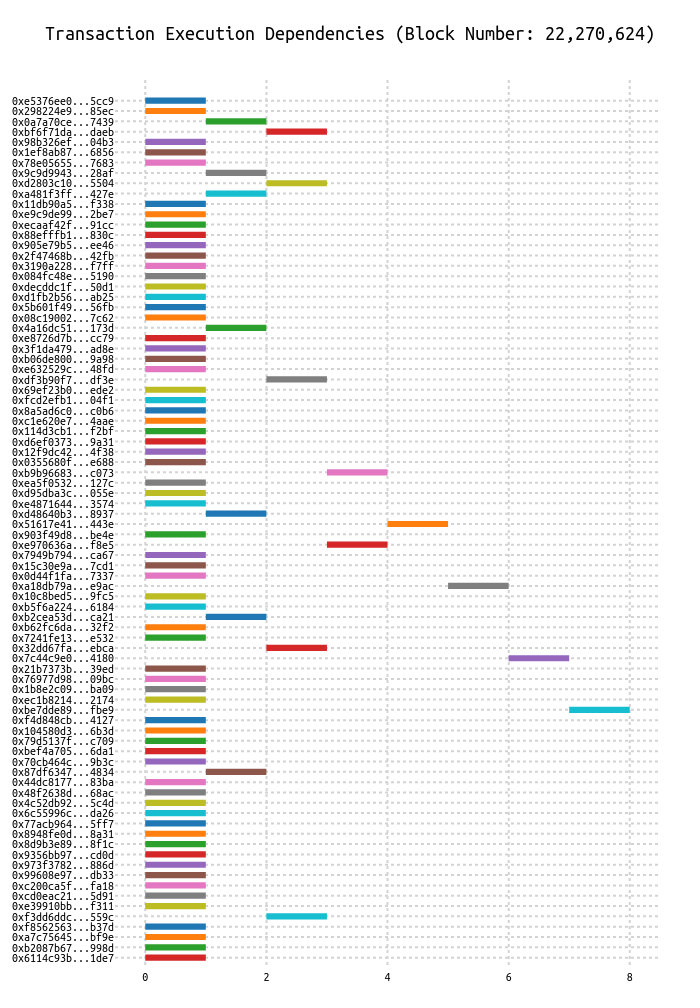 Transaction Execution Dependencies (Block Number: 22,270,624)
0xe5376ee0...5cc9
0x298224e9...85ec
0x0a7a70ce...7439
0xbf6f71da...daeb
0x98b326ef...04b3
0x1ef8ab87...6856
0x78e05655...7683
0x9c9d9943...28af
0xd2803c10...5504
0xa481f3ff...427e
0x11db90a5...f338
0xe9c9de99...2be7
0xecaaf42f...91cc
0x88efffb1...830c
0x905e79b5...ee46
0x2f47468b...42fb
0x3190a228...f7ff
0x084fc48e...5190
0xdecddc1f...50d1
0xd1fb2b56...ab25
0x5b601f49...56fb
0x08c19002...7c62
0x4a16dc51...173d
0xe8726d7b...cc79
0x3f1da479...ad8e
0xb06de800...9a98
0xe632529c...48fd
0xdf3b90f7...df3e
0x69ef23b0...ede2
0xfcd2efb1...04f1
0x8a5ad6c0...c0b6
0xc1e620e7...4aae
0x114d3cb1...f2bf
0xd6ef0373...9a31
0x12f9dc42...4f38
0x0355680f...e688
0xb9b96683...c073
0xea5f0532...127c
0xd95dba3c...055e
0xe4871644...3574
0xd48640b3...8937
0x51617e41...443e
0x903f49d8...be4e
0xe970636a...f8e5
0x7949b794...ca67
0x15c30e9a...7cd1
0x0d44f1fa...7337
0xa18db79a...e9ac
0x10c8bed5...9fc5
0xb5f6a224...6184
0xb2cea53d...ca21
0xb62fc6da...32f2
0x7241fe13...e532
0x32dd67fa...ebca
0x7c44c9e0...4180
0x21b7373b...39ed
0x76977d98...09bc
0x1b8e2c09...ba09
0xec1b8214...2174
0xbe7dde89...fbe9
0xf4d848cb...4127
0x104580d3...6b3d
0x79d5137f...c709
0xbef4a705...6da1
0x70cb464c...9b3c
0x87df6347...4834
0x44dc8177...83ba
0x48f2638d...68ac
0x4c52db92...5c4d
0x6c55996c...da26
0x77acb964...5ff7
0x8948fe0d...8a31
0x8d9b3e89...8f1c
0x9356bb97...cd0d
0x973f3782...886d
0x99608e97...db33
0xc200ca5f...fa18
0xcd0eac21...5d91
0xe39910bb...f311
0xf3dd6ddc...559c
0xf8562563...b37d
0xa7c75645...bf9e
0xb2087b67...998d
0x6114c93b...1de7
0 2 4 6 8